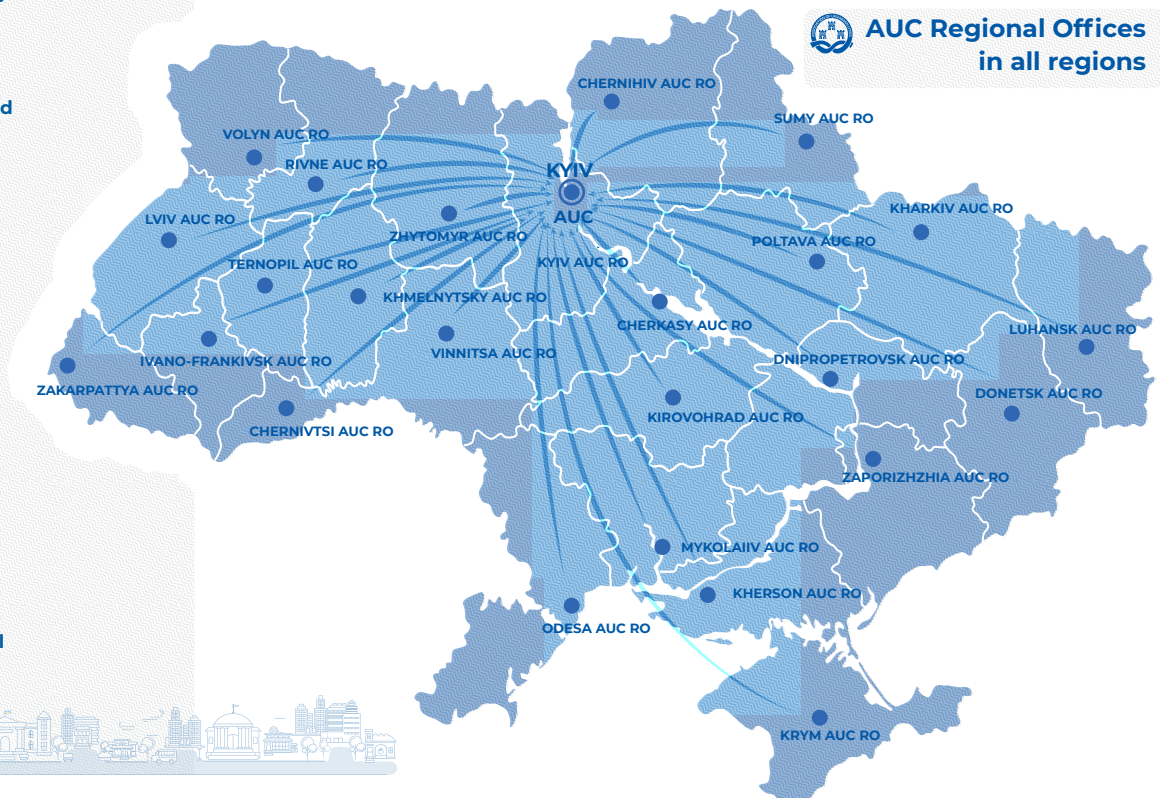 AUC Regional Offices
in all regions
d
l
CHERNIHIV AUC RO
SUMY AUC RO
VOLYN AUC RO
RIVNE AUC RO
KYIV
AUC
LVIV AUC RO
ZHYTOMYR AUC RO
KHARKIV AUC RO
POLTAVA AUC RO
TERNOPIL AUC RO
KYIV AUC RO
KHMELNYTSKY AUC RO
CHERKASY AUC RO
LUHANSK AUC RO
VINNITSA AUC RO
IVANO-FRANKIVSK AUC RO
DNIPROPETROVSK AUC RO
ZAKARPATTYA AUC RO
DONETSK AUC RO
KIROVOHRAD AUC RO
CHERNIVTSI AUC RO
ZAPORIZHZHIA AUC RO
MYKOLAIIV AUC RO
KHERSON AUC RO
ODESA AUC RO
KRYM AUC RO